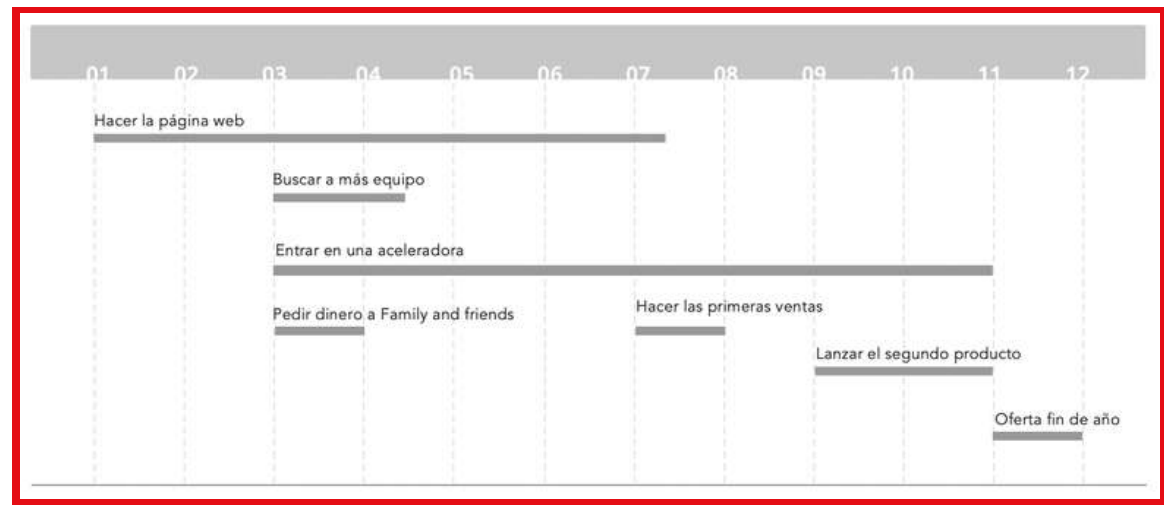 01 02 03 04 05 06 07 08 09 10 11 12
Hacer la página web
Buscar a más equipo
Entrar en una aceleradora
Pedir dinero a Family and friends
Hacer las primeras ventas
Lanzar el segundo producto
Oferta fin de año